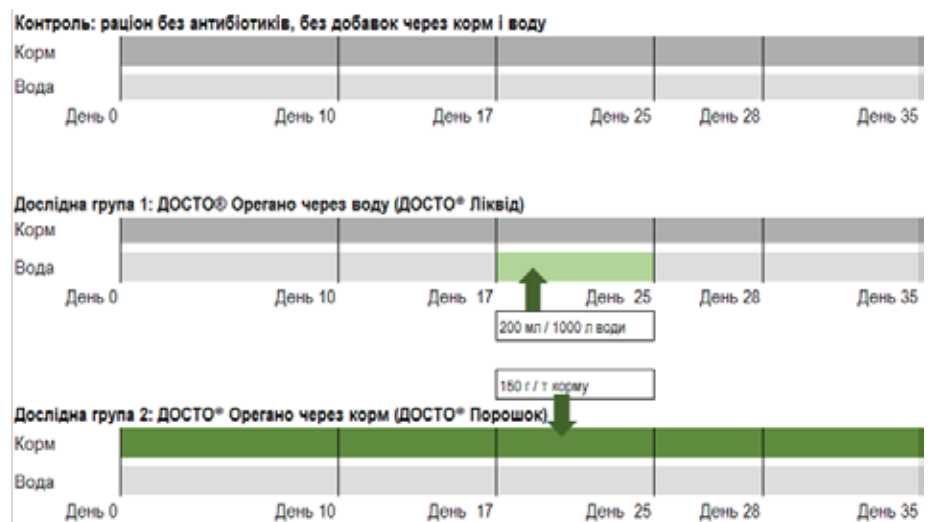 Контроль: раціон без антибіотиків, без добавок через корм і воду
Корм
Вода
День 0 День 10 День 17 День 25 День 28 День 35
Дослідна група 1: ДОСТО® Орегано через воду (ДОСТО® Ліквід)
Корм
Вода
День 0 День 10 День 17 День 25 День 28 День 35
200 мл / 1000 л води
150 г / т корму
Дослідна група 2: ДОСТО® Орегано через корм (ДОСТО® Порошок)
Корм
Вода
День 0 День 10 День 17 День 25 День 28 День 35